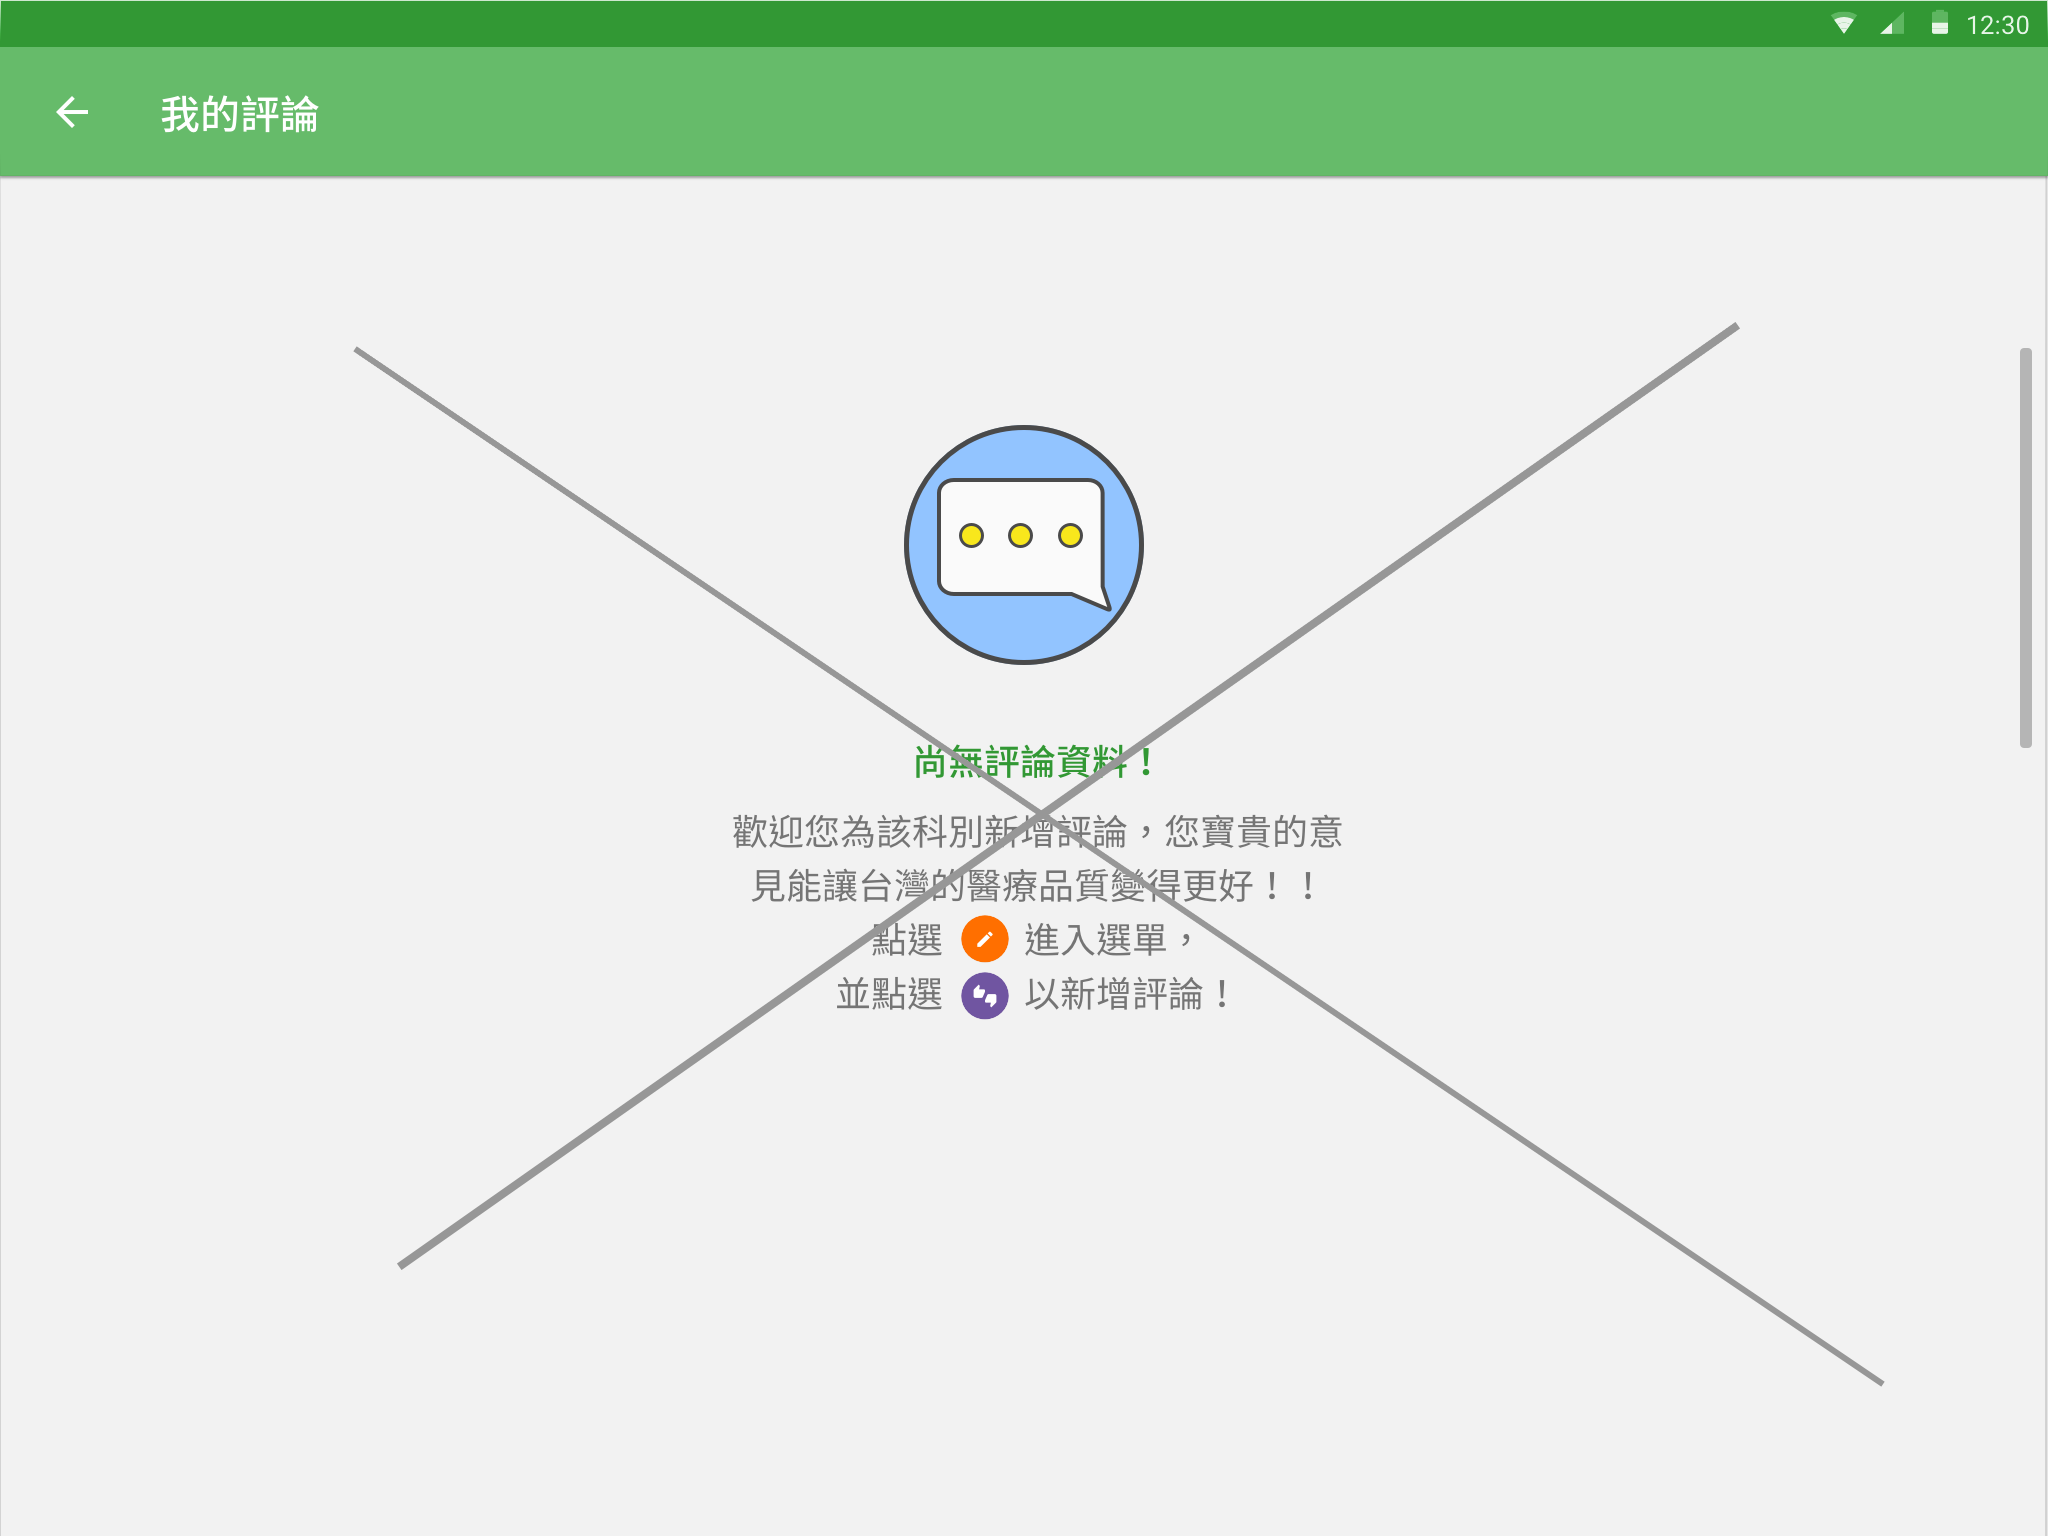 12:30
我的評論
尚無評論資料！
歡迎您為該科別新增評論，您寶貴的意
見能讓台灣的醫療品質變得更好！！
點選 進入選單，
並點選 以新增評論！